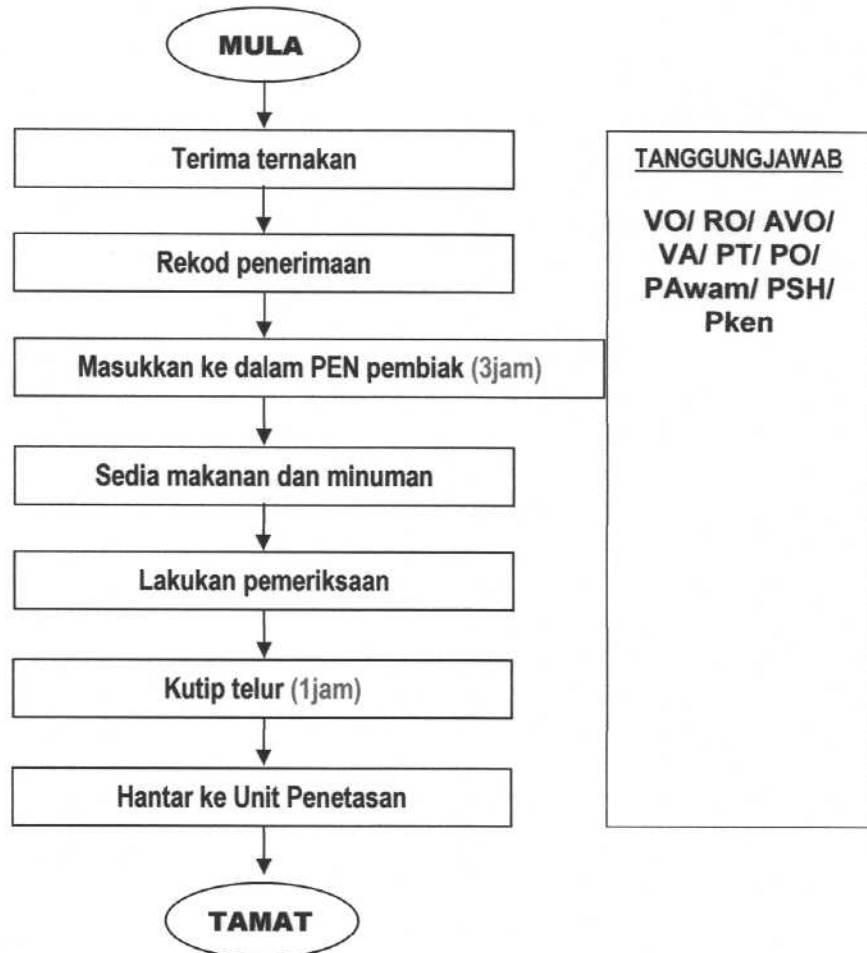 MULA
Terima ternakan
Rekod penerimaan
Masukkan ke dalam PEN pembiak (3jam)
Sedia makanan dan minuman
Lakukan pemeriksaan
Kutip telur (1jam)
Hantar ke Unit Penetasan
TAMAT
TANGGUNGJAWAB
VO/ RO/ AVO/
VA/ PT/ PO/
PAwam/ PSH/
Pken